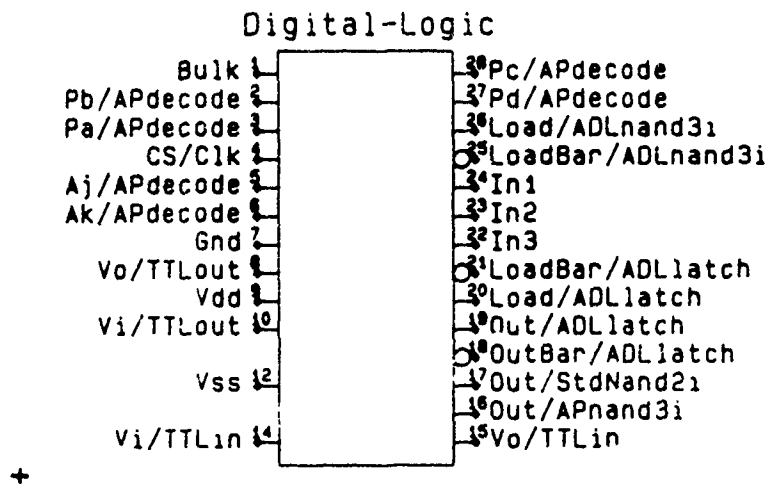 Digital-Logic
Bulk 1 28 Pc/APdecode
Pb/APdecode 2 27 Pd/APdecode
Pa/APdecode 3 26 Load/ADLnand3i
CS/Clk 4 25 LoadBar/ADLnand3i
Aj/APdecode 5 24 In1
Ak/APdecode 6 23 In2
Gnd 7 22 In3
Vo/TTLout 8 21 LoadBar/ADLlatch
Vdd 9 20 Load/ADLlatch
Vi/TTLout 10 19 Out/ADLlatch
18 OutBar/ADLlatch
Vss 12 17 Out/StdNand2i
16 Out/APnand3i
Vi/TTLin 14 15 Vo/TTLin
+